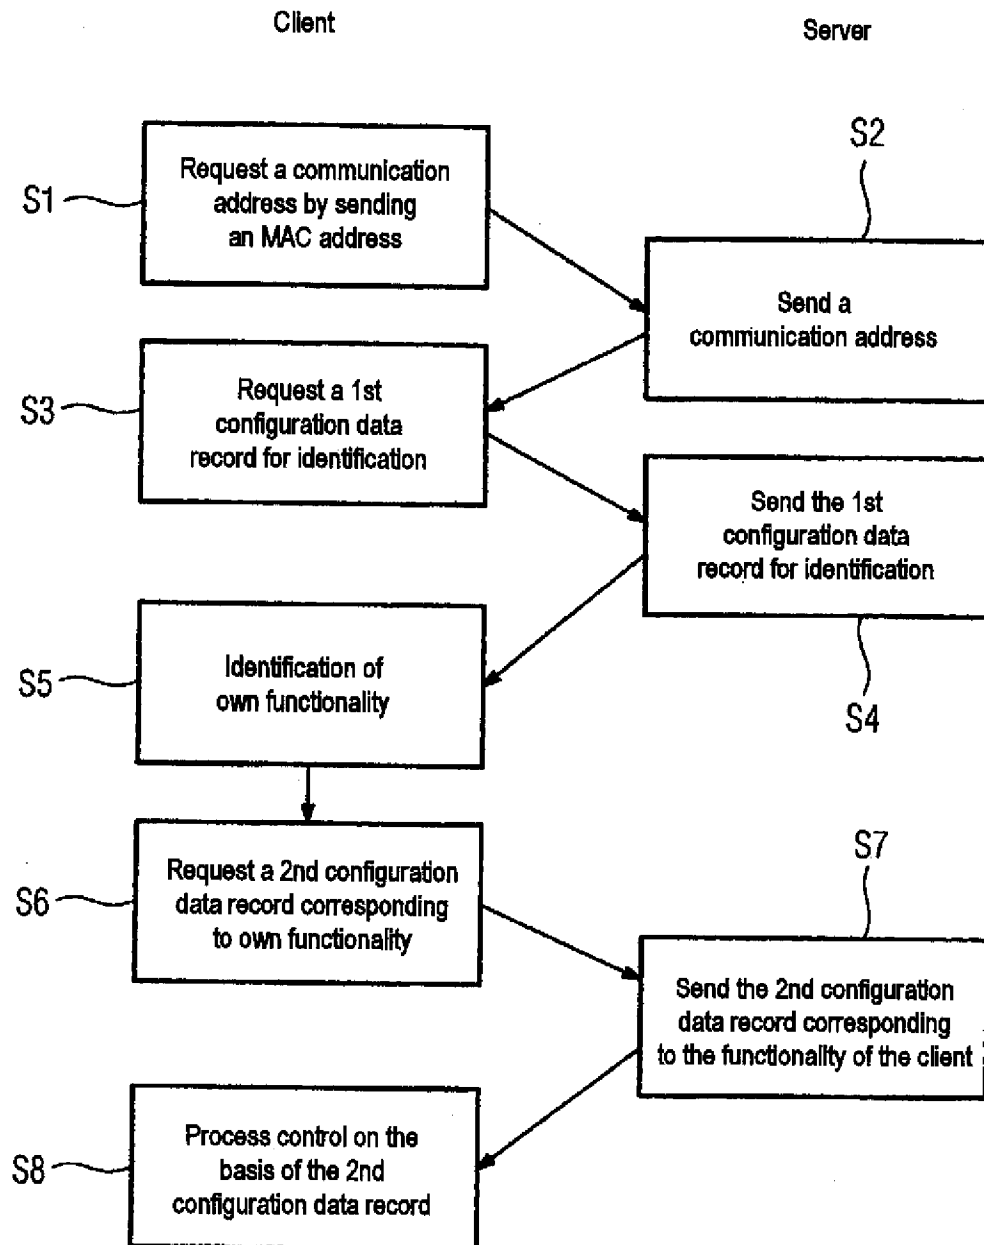 Client
Server
S1
Request a communication
address by sending
an MAC address
S2
Send a
communication address
S3
Request a 1st
configuration data
record for identification
Send the 1st
configuration data
record for identification
S4
S5
Identification of
own functionality
S6
Request a 2nd configuration
data record corresponding
to own functionality
S7
Send the 2nd configuration
data record corresponding
to the functionality of the client
S8
Process control on the
basis of the 2nd
configuration data record